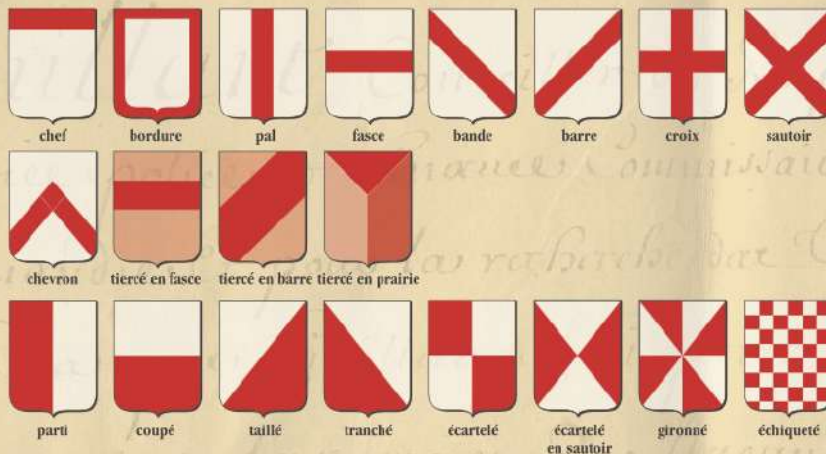 chef bordure pal fasce bande barre croix sautoir
chevron tiercé en fasce tiercé en barre tiercé en prairie
parti coupé taillé tranché écartelé écartelé gironné échiqueté
en sautoir